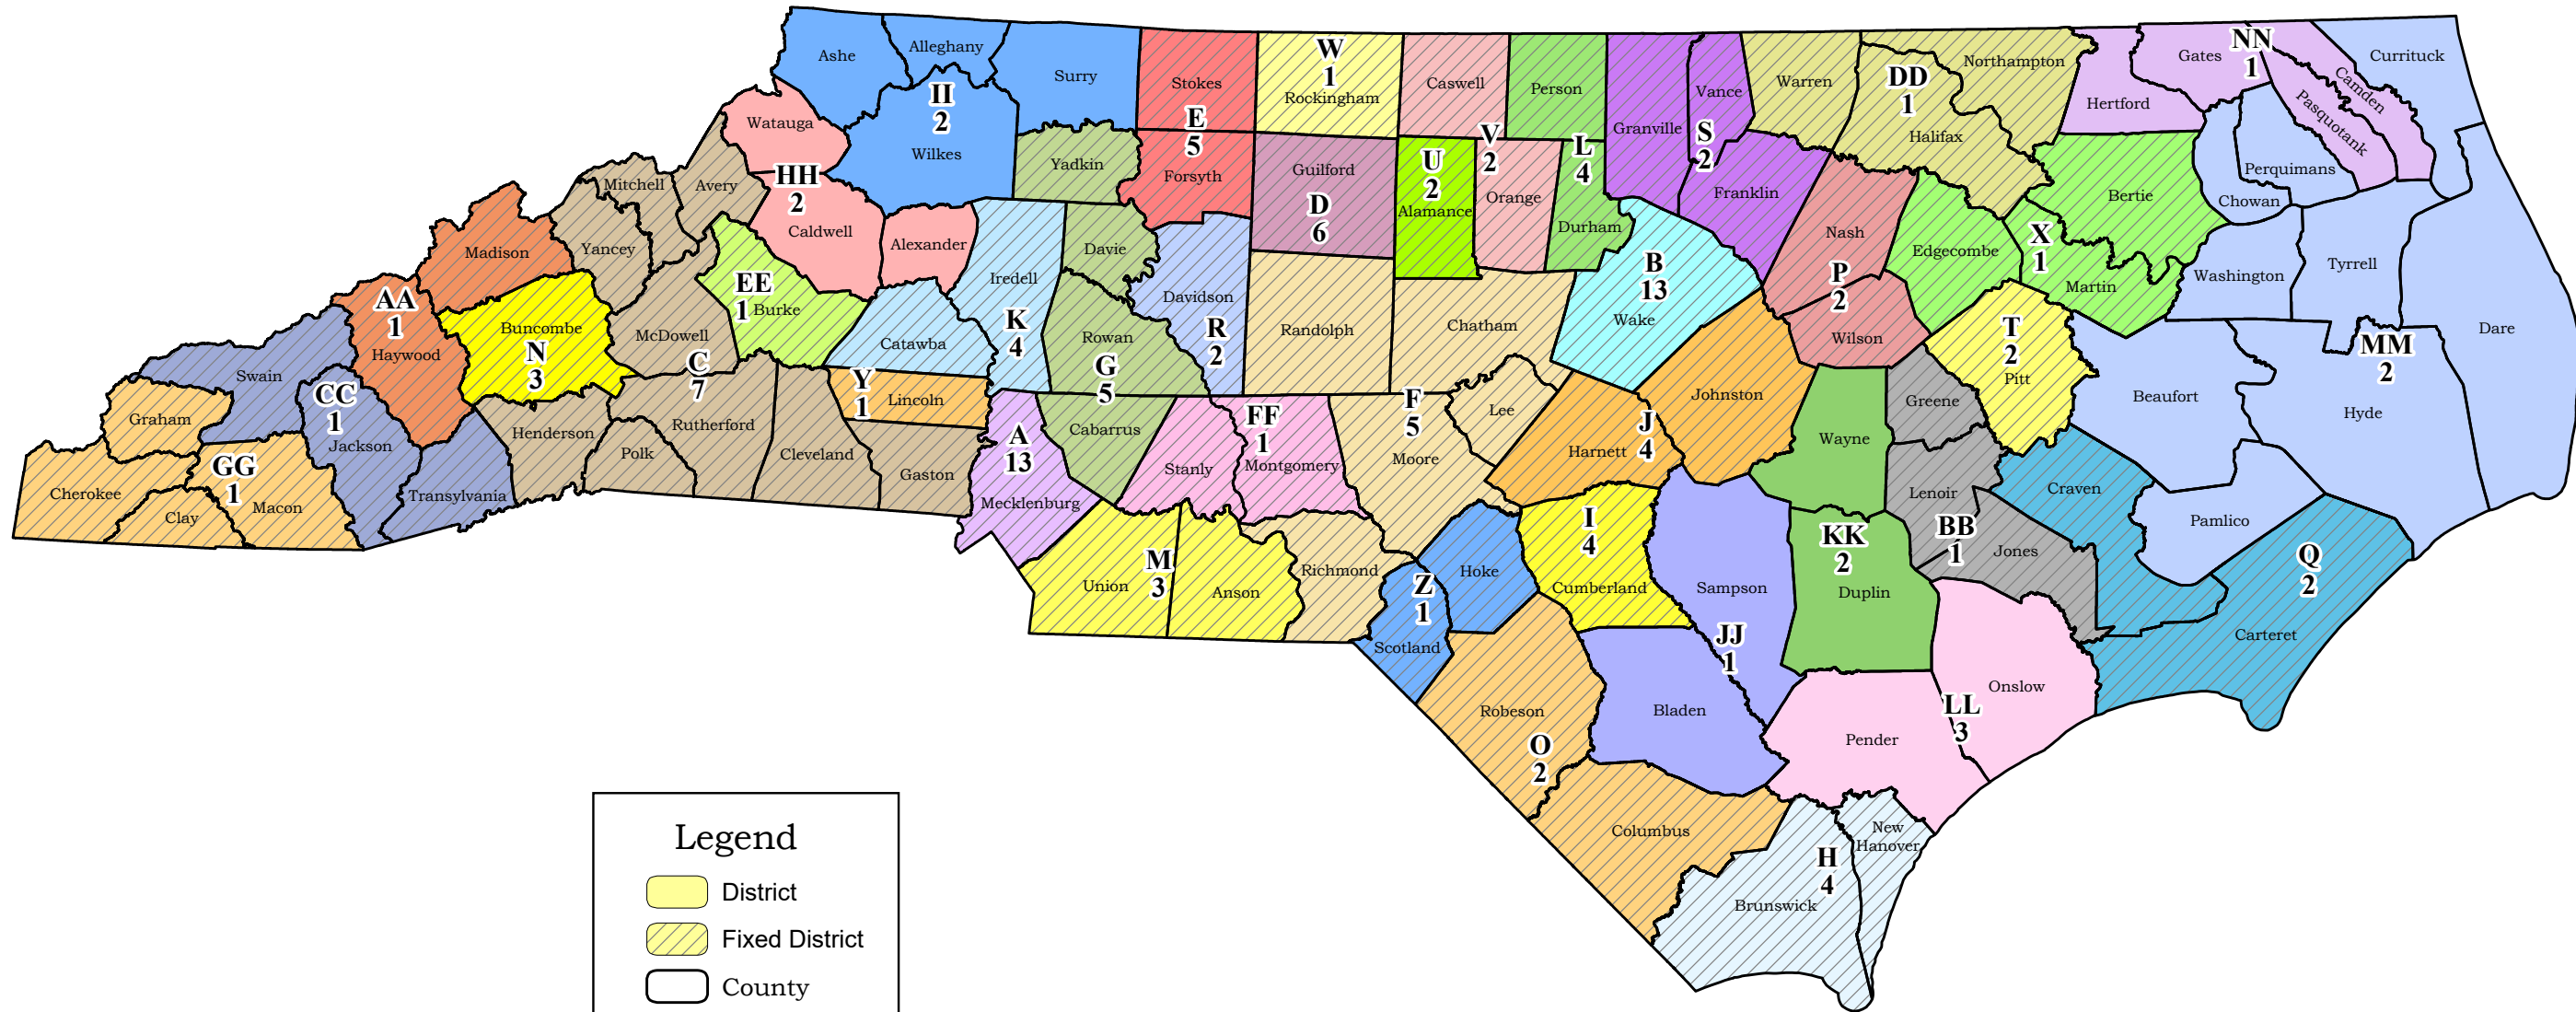 Ashe
Alleghany
Surry
Stokes
W
1
Rockingham
Caswell
Person
Granville
Vance
Warren
DD
1
Northampton
Halifax
Hertford
Gates
NN
1
Camden
Pasquotank
Currituck
Watauga
II
2
Wilkes
Yadkin
E
5
Forsyth
Guilford
D
6
U
2
Alamance
V
2
Orange
L
4
Durham
S
2
Franklin
Nash
Edgecombe
Bertie
X
1
Martin
Chowan
Perquimans
Washington
Tyrrell
Dare
Mitchell
Avery
HH
2
Caldwell
Alexander
Iredell
K
4
Davie
Davidson
R
2
Randolph
Chatham
B
13
Wake
P
2
Wilson
T
2
Pitt
Beaufort
MM
2
Hyde
Madison
Yancey
EE
1
Burke
Catawba
Rowan
G
5
AA
1
Haywood
Buncombe
N
3
McDowell
C
7
Y
1
Lincoln
Swain
CC
1
Jackson
Graham
Cherokee
Clay
GG
1
Macon
Transylvania
Henderson
Polk
Rutherford
Cleveland
Gaston
A
13
Mecklenburg
Cabarrus
Stanly
FF
1
Montgomery
F
5
Moore
Lee
J
4
Harnett
Johnston
Wayne
Greene
Lenoir
BB
1
Jones
Craven
Pamlico
Q
2
Carteret
Union
M
3
Anson
Richmond
Z
1
Scotland
Hoke
I
4
Cumberland
Sampson
JJ
1
KK
2
Duplin
Onslow
LL
3
Pender
Robeson
O
2
Bladen
Columbus
H
4
Brunswick
New
Hanover
Legend
District
Fixed District
County